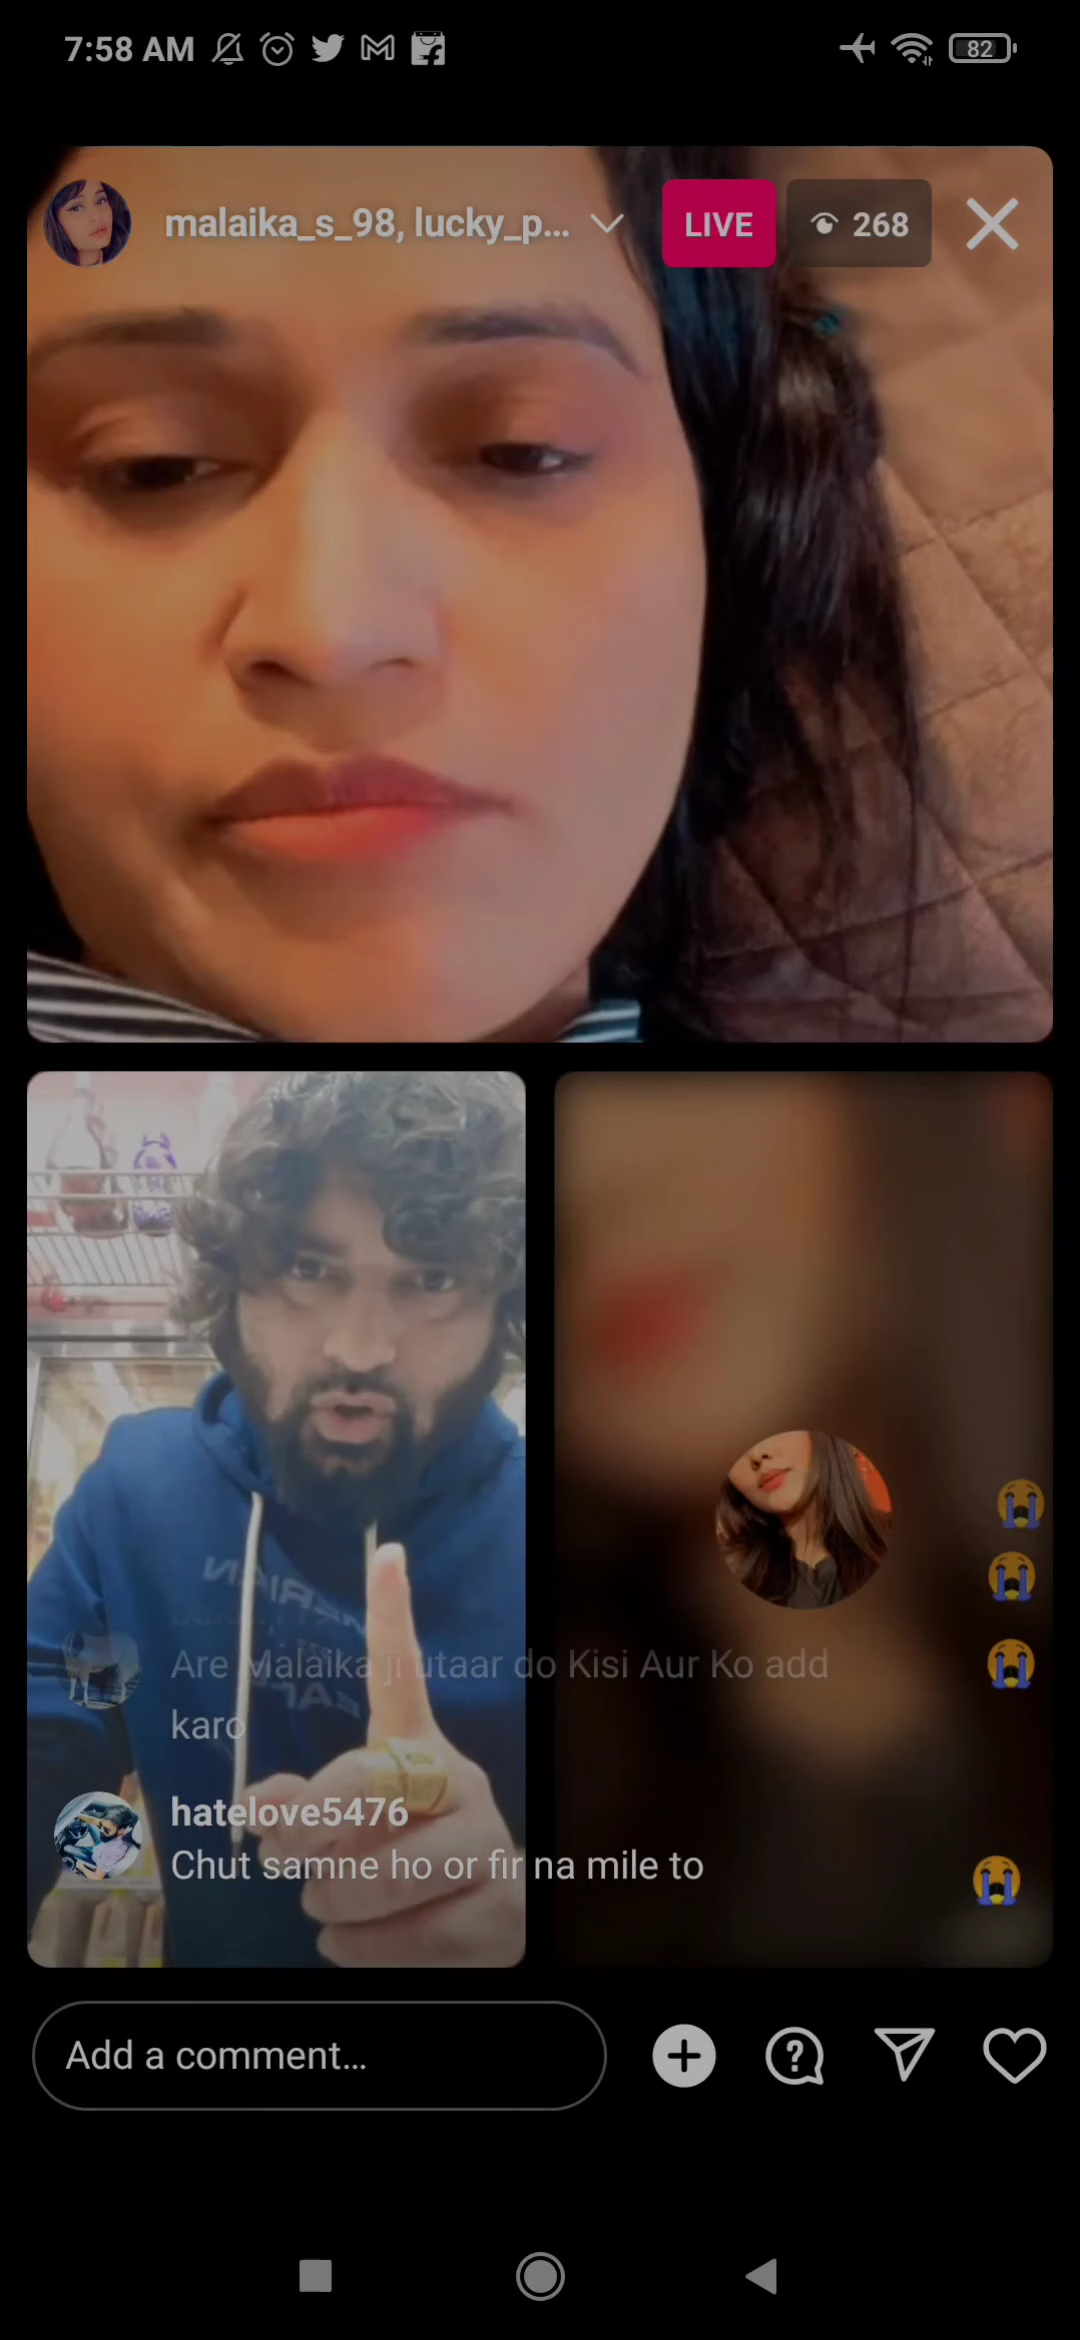 7:58 AM
82
malaika_s_98, lucky_p...
LIVE
268
Are Malaika ji utaar do Kisi Aur Ko add
karo
hatelove5476
Chut samne ho or fir na mile to
Add a comment...